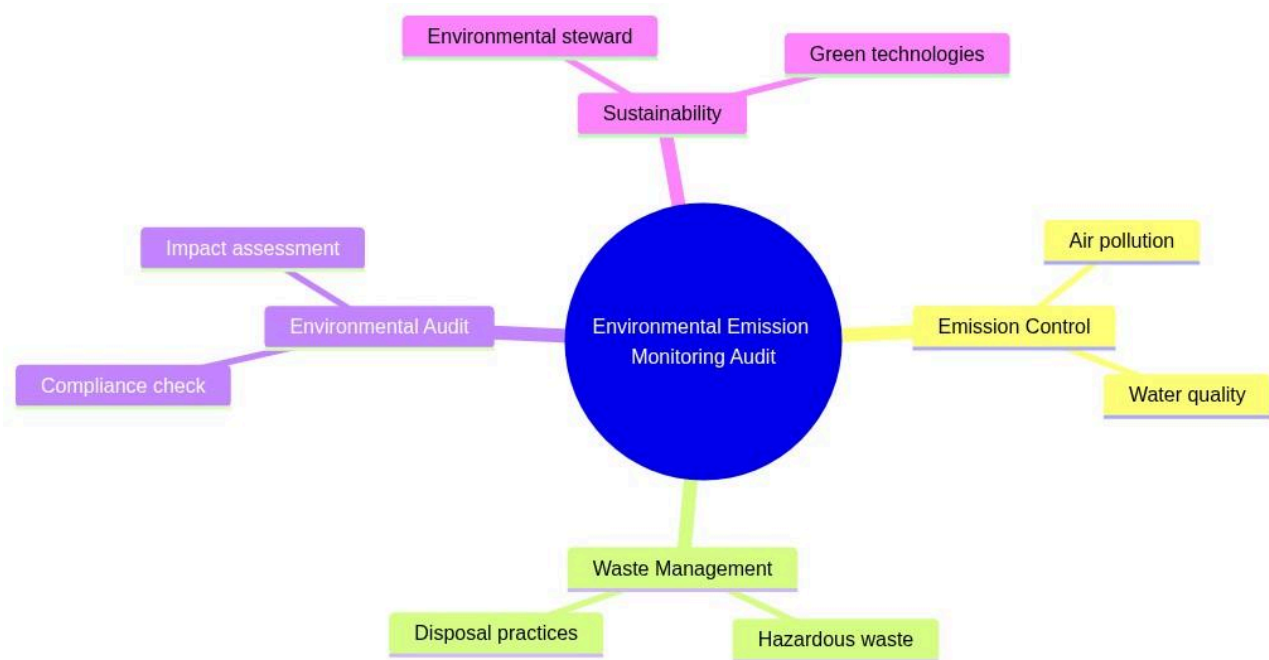 Environmental steward
Green technologies
Sustainability
Impact assessment
Air pollution
Environmental Audit
Environmental Emission
Monitoring Audit
Emission Control
Compliance check
Water quality
Waste Management
Disposal practices
Hazardous waste